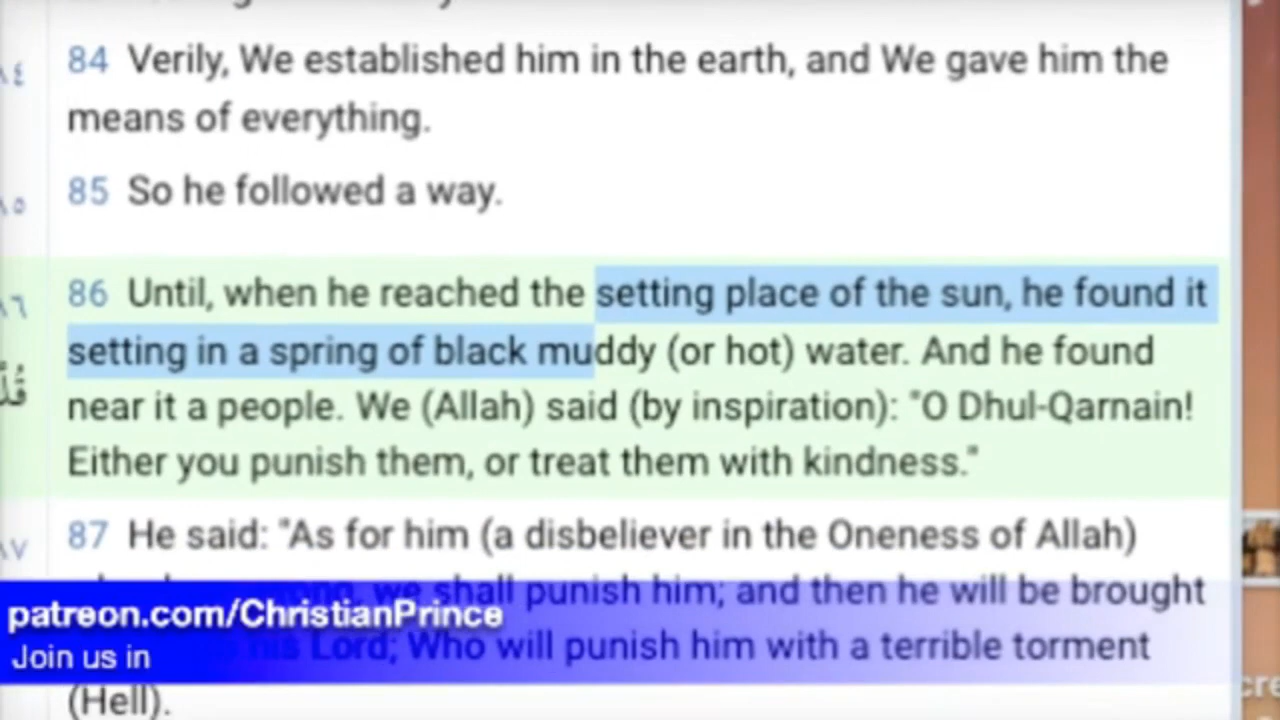 84 Verily, We established him in the earth, and We gave him the
means of everything.
85 So he followed a way.
86 Until, when he reached the setting place of the sun, he found it
setting in a spring of black muddy (or hot) water. And he found
near it a people. We (Allah) said (by inspiration): "O Dhul-Qarnain!
Either you punish them, or treat them with kindness."
87 He said: "As for him (a disbeliever in the Oneness of Allah)
we shall punish him; and then he will be brought
his Lord; Who will punish him with a terrible torment
(Hell).
patreon.com/ChristianPrince
Join us in
٨٤
٨٥
٨٦
٨٧